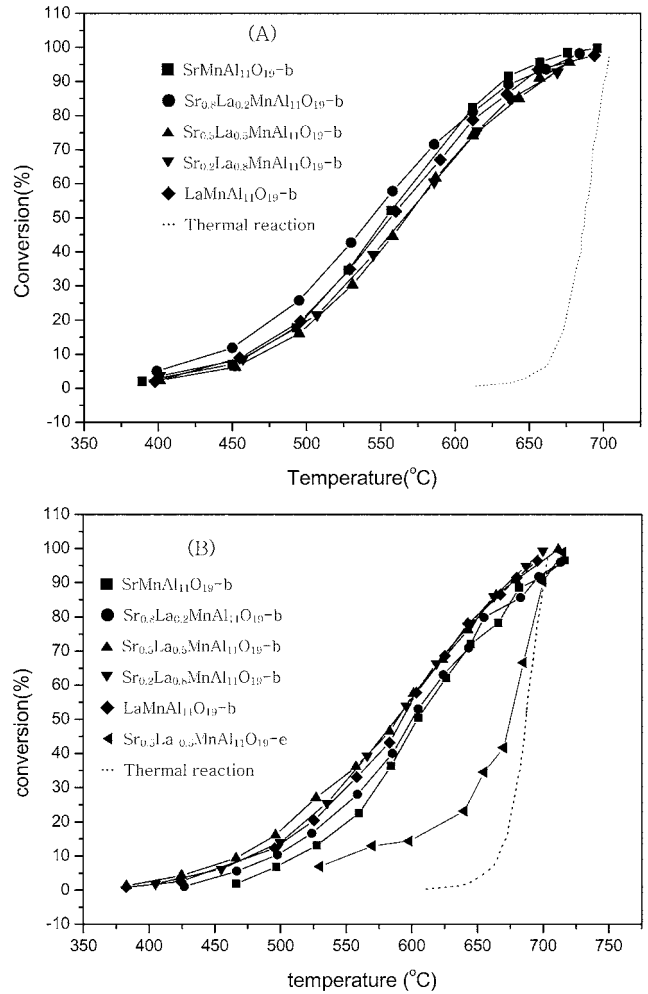 (A)
SrMnAl₁₁O₁₉-b
Sr₀.₈La₀.₂MnAl₁₁O₁₉-b
Sr₀.₅La₀.₅MnAl₁₁O₁₉-b
Sr₀.₂La₀.₈MnAl₁₁O₁₉-b
LaMnAl₁₁O₁₉-b
Thermal reaction
Conversion(%)
110
100
90
80
70
60
50
40
30
20
10
0
-10
350 400 450 500 550 600 650 700
Temperature(°C)
(B)
SrMnAl₁₁O₁₉-b
Sr₀.₈La₀.₂MnAl₁₁O₁₉-b
Sr₀.₅La₀.₅MnAl₁₁O₁₉-b
Sr₀.₂La₀.₈MnAl₁₁O₁₉-b
LaMnAl₁₁O₁₉-b
Sr₀.₅La₀.₅MnAl₁₁O₁₉-e
Thermal reaction
conversion(%)
110
100
90
80
70
60
50
40
30
20
10
0
-10
350 400 450 500 550 600 650 700 750
temperature (°C)